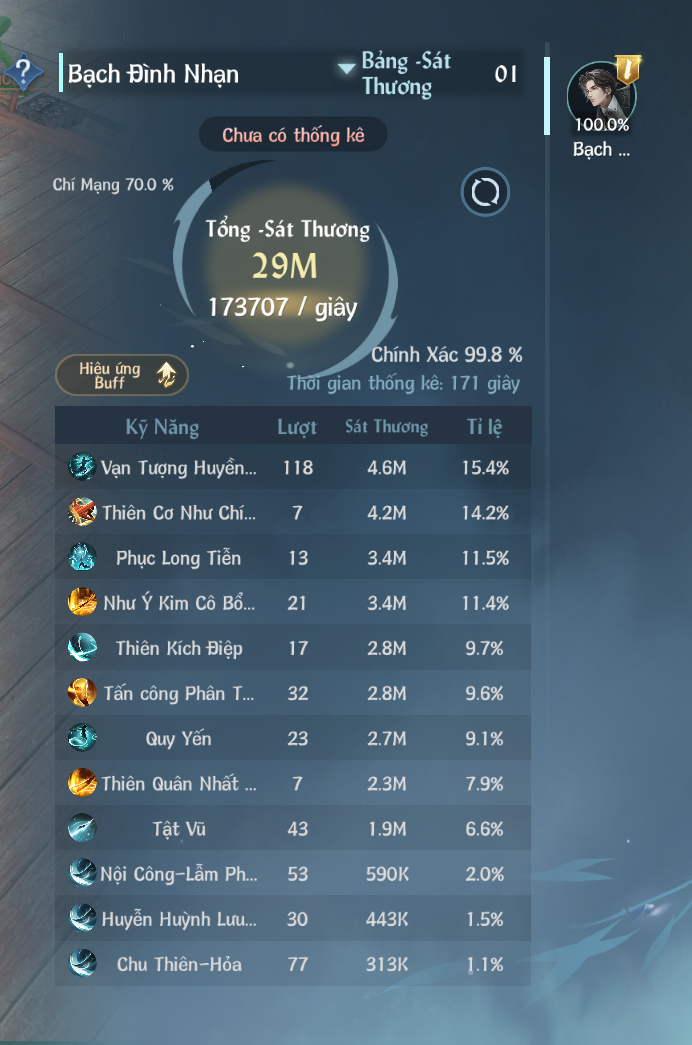 Bạch Đình Nhạn
Bảng -Sát
Thương
01
100.0%
Bạch ...
Chưa có thống kê
Chí Mạng 70.0 %
Tổng -Sát Thương
29M
173707 / giây
Chính Xác 99.8 %
Hiệu ứng
Buff
Thời gian thống kê: 171 giây
Kỹ Năng Lượt Sát Thương Tỉ lệ
Vạn Tượng Huyền... 118 4.6M 15.4%
Thiên Cơ Như Chí... 7 4.2M 14.2%
Phục Long Tiễn 13 3.4M 11.5%
Như Ý Kim Cô Bổ... 21 3.4M 11.4%
Thiên Kích Điệp 17 2.8M 9.7%
Tấn công Phân T... 32 2.8M 9.6%
Quy Yến 23 2.7M 9.1%
Thiên Quân Nhất ... 7 2.3M 7.9%
Tật Vũ 43 1.9M 6.6%
Nội Công-Lẫm Ph... 53 590K 2.0%
Huyễn Huỳnh Lưu... 30 443K 1.5%
Chu Thiên-Hỏa 77 313K 1.1%